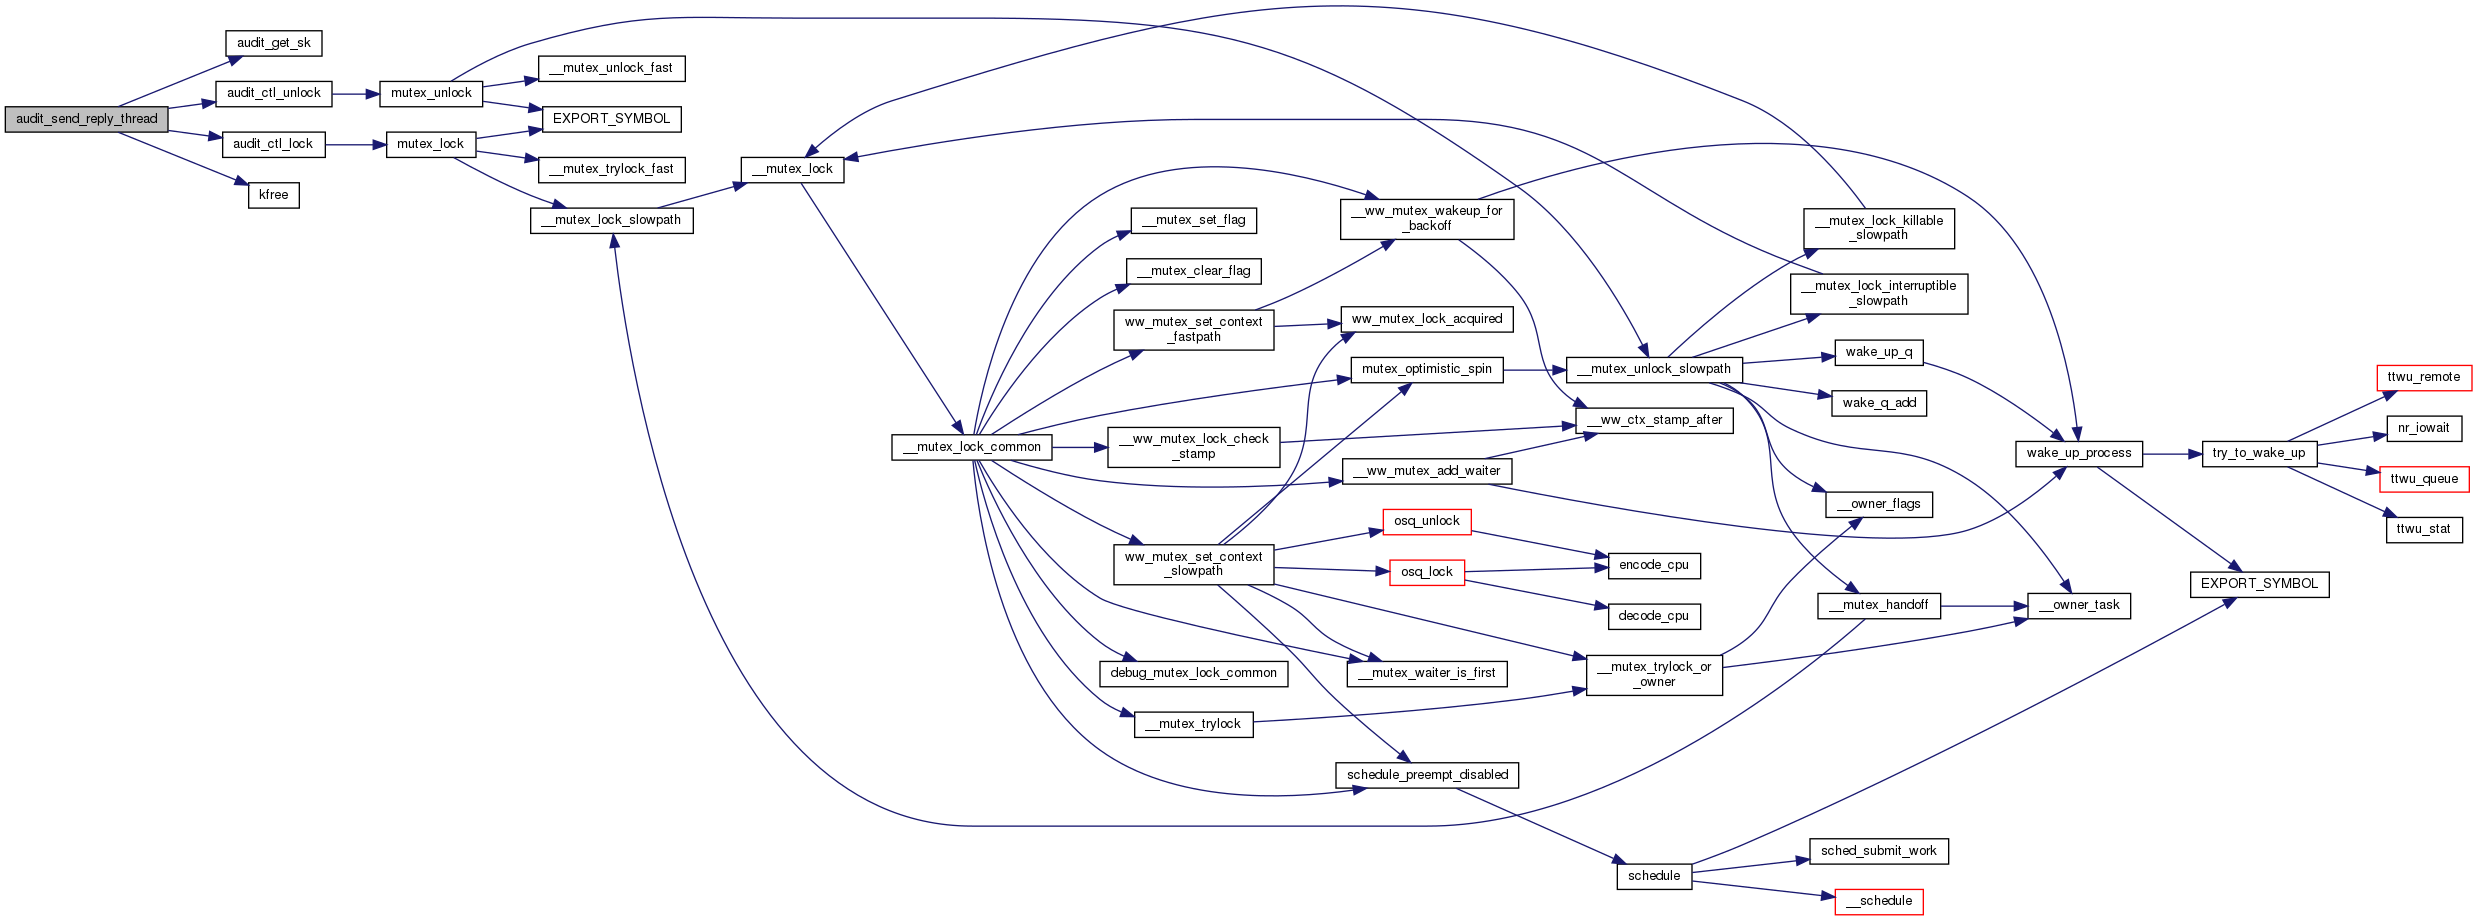 audit_send_reply_thread
audit_get_sk
audit_ctl_unlock
audit_ctl_lock
kfree
mutex_unlock
mutex_lock
__mutex_unlock_fast
EXPORT_SYMBOL
__mutex_trylock_fast
__mutex_lock_slowpath
__mutex_lock
__mutex_lock_common
__mutex_set_flag
__mutex_clear_flag
ww_mutex_set_context
_fastpath
__ww_mutex_lock_check
_stamp
ww_mutex_set_context
_slowpath
debug_mutex_lock_common
__mutex_trylock
__ww_mutex_wakeup_for
_backoff
ww_mutex_lock_acquired
mutex_optimistic_spin
__ww_mutex_add_waiter
osq_unlock
osq_lock
__mutex_waiter_is_first
schedule_preempt_disabled
__mutex_unlock_slowpath
__ww_ctx_stamp_after
encode_cpu
decode_cpu
__mutex_trylock_or
_owner
schedule
__mutex_lock_killable
_slowpath
__mutex_lock_interruptible
_slowpath
wake_up_q
wake_q_add
__owner_flags
__mutex_handoff
sched_submit_work
__schedule
wake_up_process
__owner_task
try_to_wake_up
EXPORT_SYMBOL
ttwu_remote
nr_iowait
ttwu_queue
ttwu_stat